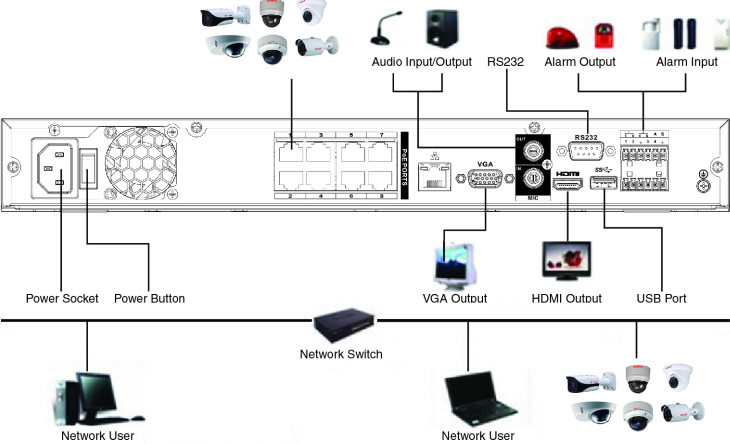 Audio Input/Output
RS232
Alarm Output
Alarm Input
1 3 5 7
PoE PORTS
2 4 6 8
VGA
OUT
IN
MIC
RS232
HDMI
A B
Power Socket
Power Button
VGA Output
HDMI Output
USB Port
Network Switch
Network User
Network User